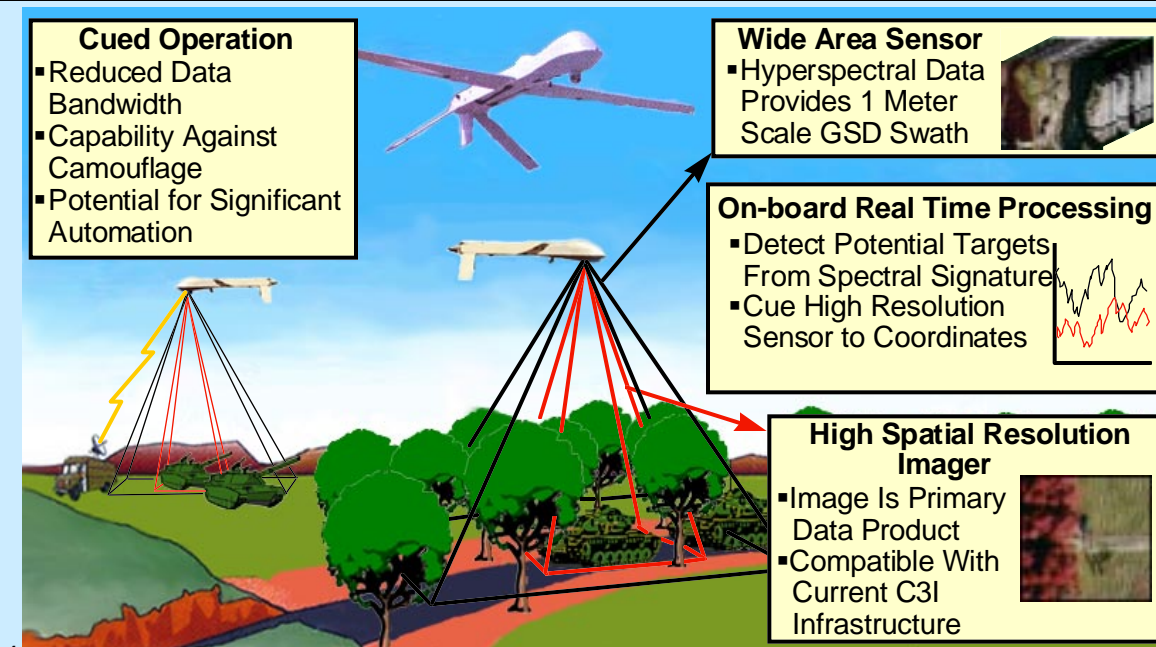 Cued Operation
▪Reduced Data
Bandwidth
▪Capability Against
Camouflage
▪Potential for Significant
Automation
Wide Area Sensor
▪Hyperspectral Data
Provides 1 Meter
Scale GSD Swath
On-board Real Time Processing
▪Detect Potential Targets
From Spectral Signature
▪Cue High Resolution
Sensor to Coordinates
High Spatial Resolution
Imager
▪Image Is Primary
Data Product
▪Compatible With
Current C3I
Infrastructure